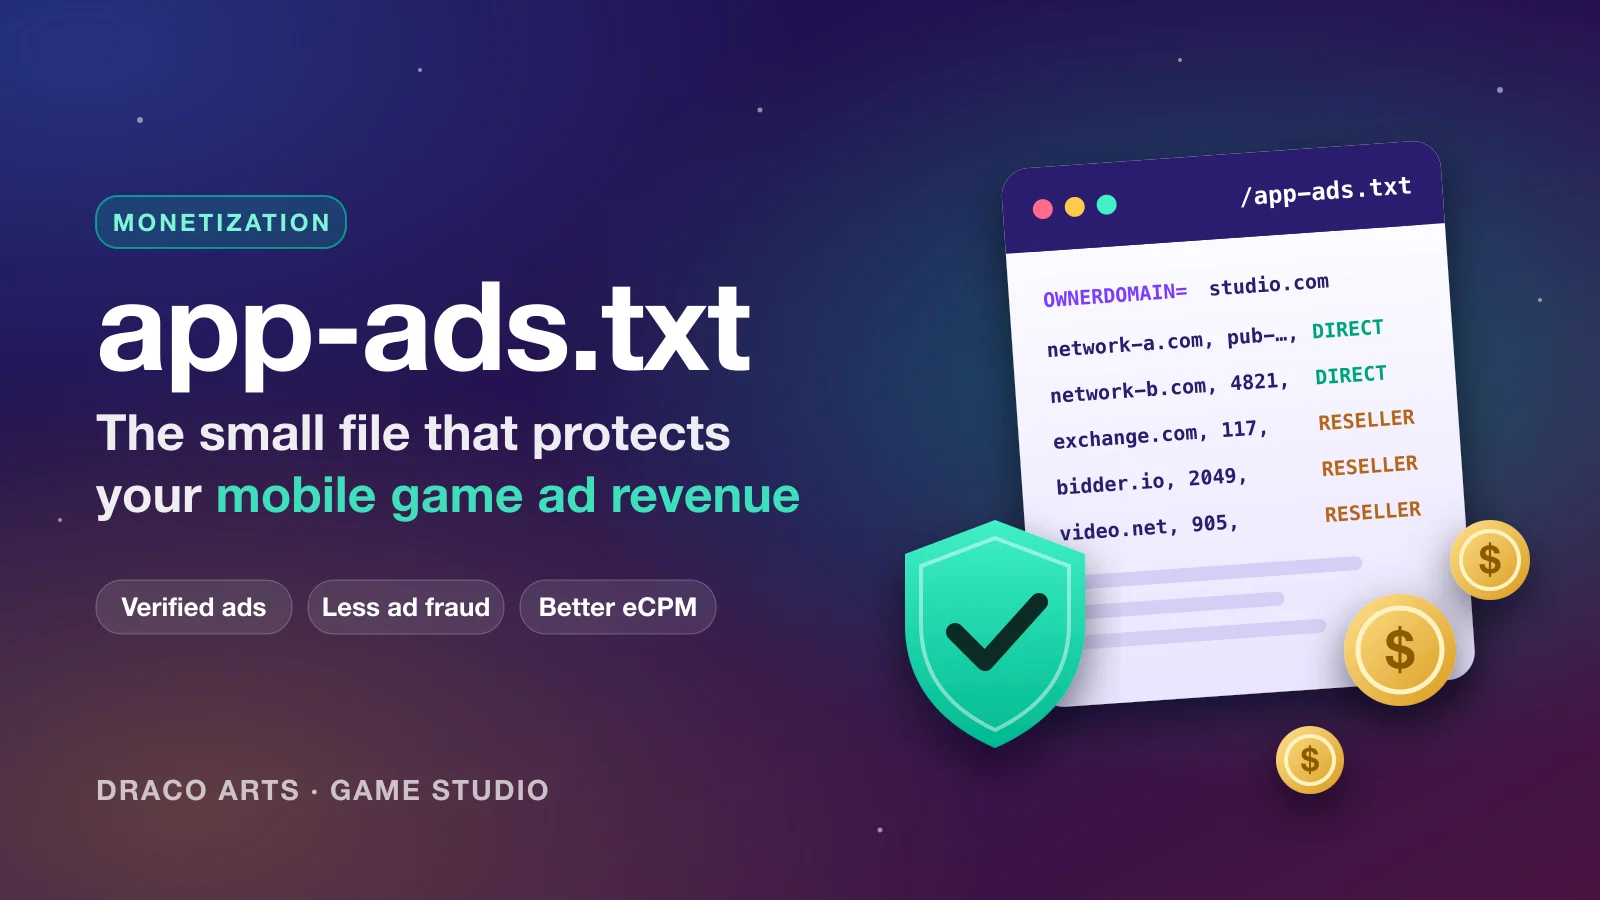 MONETIZATION
app-ads.txt
The small file that protects
your mobile game ad revenue
Verified ads
Less ad fraud
Better eCPM
DRACO ARTS · GAME STUDIO
/app-ads.txt
OWNERDOMAIN= studio.com
network-a.com, pub-…, DIRECT
network-b.com, 4821, DIRECT
exchange.com, 117, RESELLER
bidder.io, 2049, RESELLER
video.net, 905, RESELLER
$
$
$